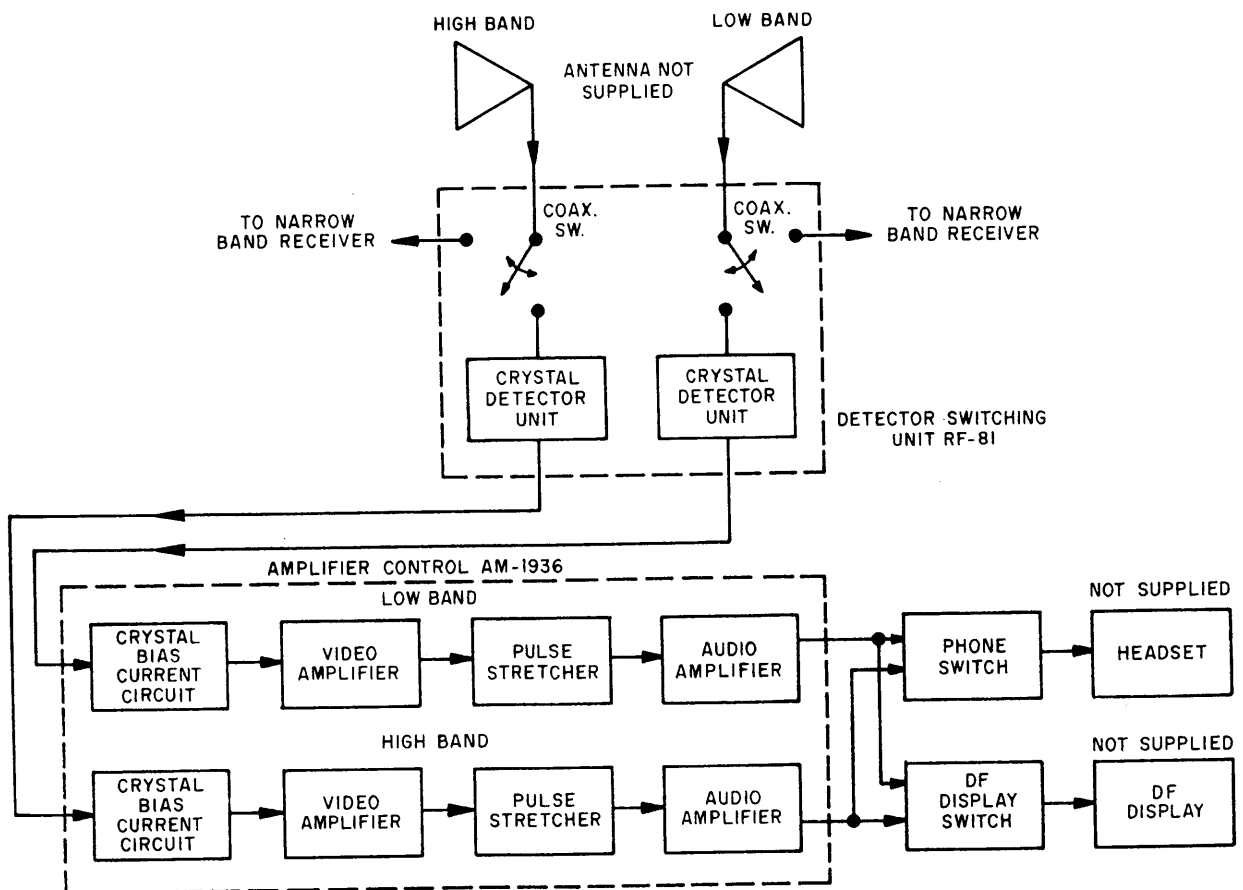 HIGH BAND
LOW BAND
ANTENNA NOT
SUPPLIED
TO NARROW
BAND RECEIVER
COAX.
SW.
COAX.
SW.
TO NARROW
BAND RECEIVER
CRYSTAL
DETECTOR
UNIT
CRYSTAL
DETECTOR
UNIT
DETECTOR SWITCHING
UNIT RF-81
AMPLIFIER CONTROL AM-1936
LOW BAND
CRYSTAL
BIAS
CURRENT
CIRCUIT
VIDEO
AMPLIFIER
PULSE
STRETCHER
AUDIO
AMPLIFIER
PHONE
SWITCH
NOT SUPPLIED
HEADSET
HIGH BAND
CRYSTAL
BIAS
CURRENT
CIRCUIT
VIDEO
AMPLIFIER
PULSE
STRETCHER
AUDIO
AMPLIFIER
DF
DISPLAY
SWITCH
NOT SUPPLIED
DF
DISPLAY